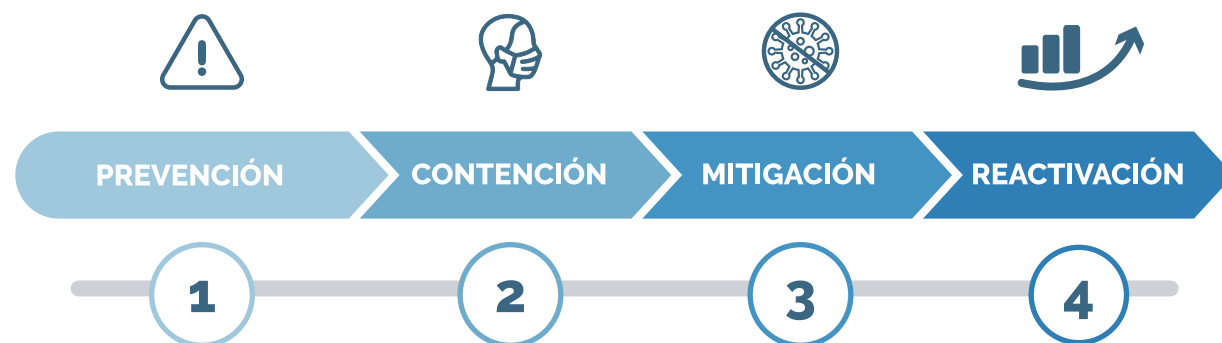 PREVENCIÓN
CONTENCIÓN
MITIGACIÓN
REACTIVACIÓN
1
2
3
4